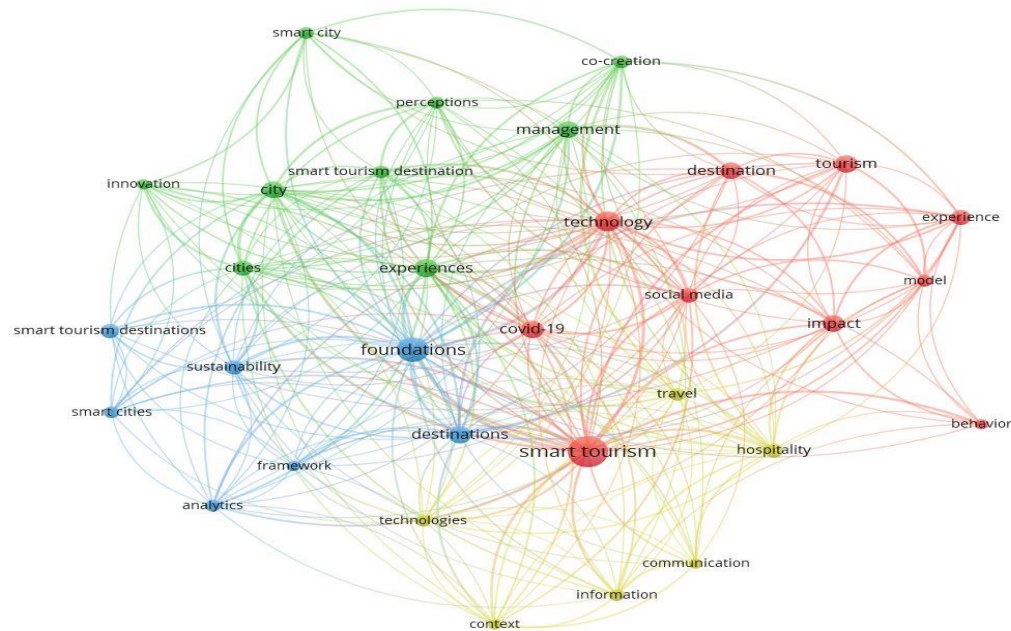 smart city
co-creation
perceptions
management
smart tourism destination
destination
tourism
innovation
city
technology
experience
cities
experiences
model
social media
smart tourism destinations
covid-19
impact
foundations
sustainability
travel
smart cities
behavior
destinations
smart tourism
hospitality
framework
analytics
technologies
communication
information
context